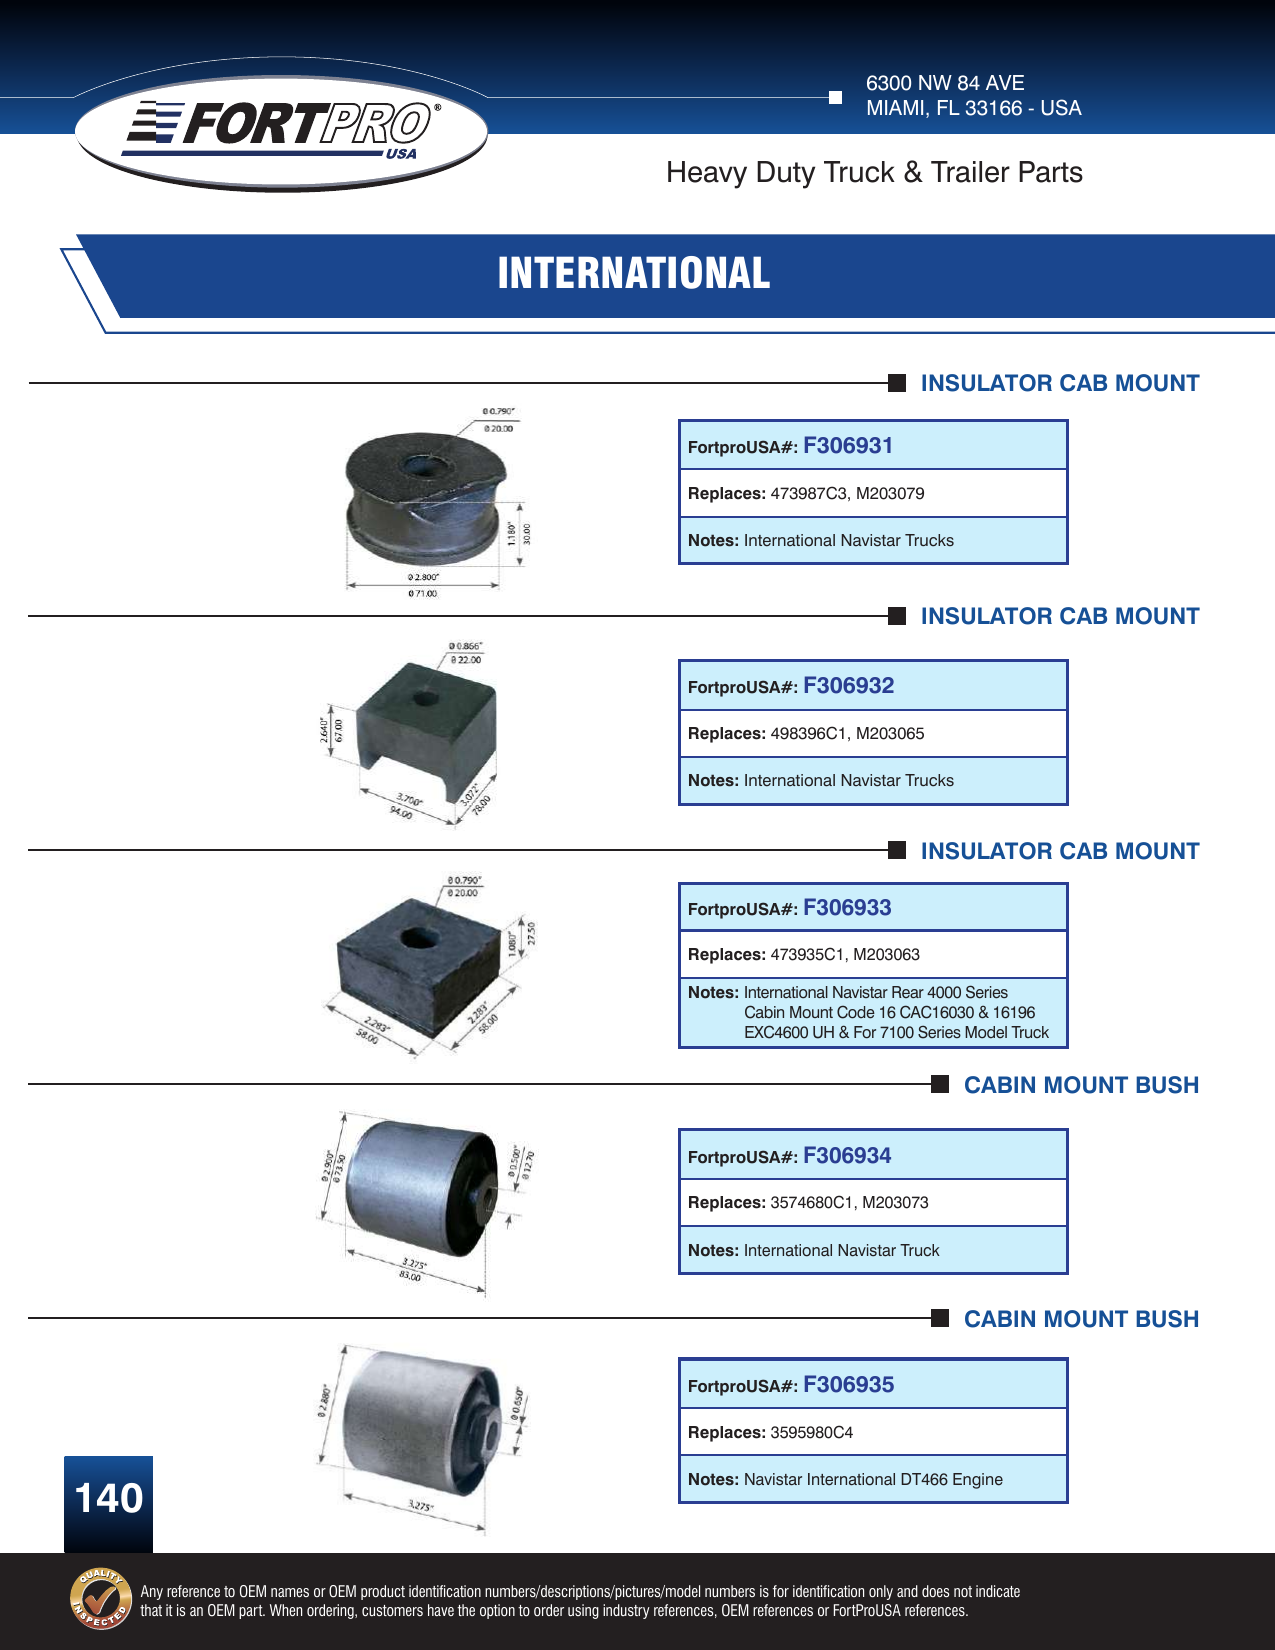 6300 NW 84 AVE
MIAMI, FL 33166 - USA
FORTPRO®
USA
Heavy Duty Truck & Trailer Parts
INTERNATIONAL
INSULATOR CAB MOUNT
Ø 0.790"
Ø 20.00
1.180"
30.00
Ø 2.800"
Ø 71.00
FortproUSA#: F306931
Replaces: 473987C3, M203079
Notes: International Navistar Trucks
INSULATOR CAB MOUNT
Ø 0.866"
Ø 22.00
2.640"
67.00
3.700"
94.00
3.072"
78.00
FortproUSA#: F306932
Replaces: 498396C1, M203065
Notes: International Navistar Trucks
INSULATOR CAB MOUNT
Ø 0.790"
Ø 20.00
1.080"
27.50
2.283"
58.00
2.283"
58.00
FortproUSA#: F306933
Replaces: 473935C1, M203063
Notes: International Navistar Rear 4000 Series
Cabin Mount Code 16 CAC16030 & 16196
EXC4600 UH & For 7100 Series Model Truck
CABIN MOUNT BUSH
Ø 2.900"
Ø 73.50
Ø 0.500"
Ø 12.70
3.275"
83.00
FortproUSA#: F306934
Replaces: 3574680C1, M203073
Notes: International Navistar Truck
CABIN MOUNT BUSH
Ø 2.880"
Ø 0.650"
3.275"
FortproUSA#: F306935
Replaces: 3595980C4
Notes: Navistar International DT466 Engine
140
QUALITY
INSPECTED
Any reference to OEM names or OEM product identification numbers/descriptions/pictures/model numbers is for identification only and does not indicate
that it is an OEM part. When ordering, customers have the option to order using industry references, OEM references or FortProUSA references.